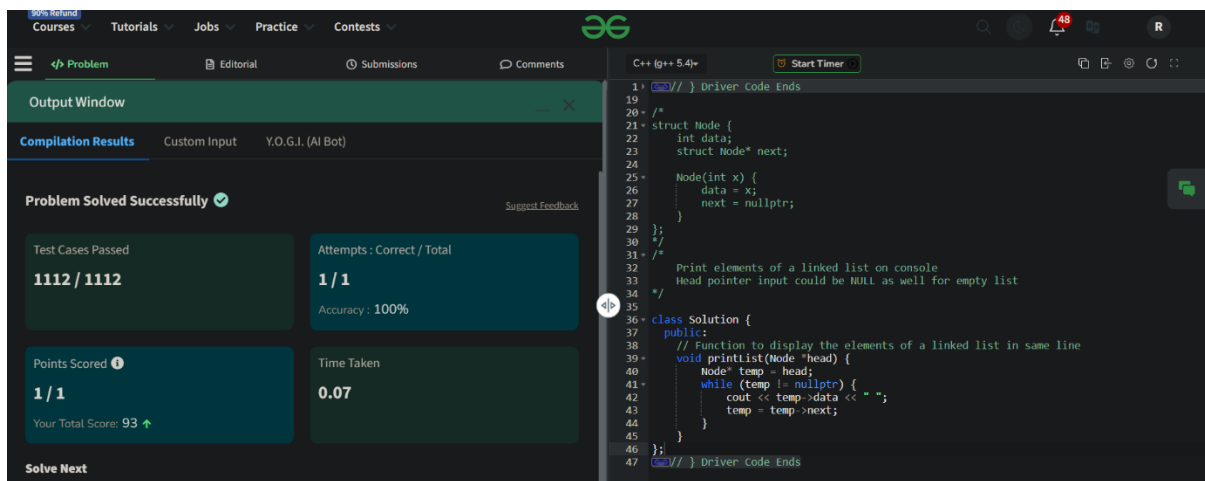 90% Refund
Courses Tutorials Jobs Practice Contests
48
R
</> Problem Editorial Submissions Comments
Output Window
Compilation Results Custom Input Y.O.G.I. (AI Bot)
Problem Solved Successfully
Suggest Feedback
Test Cases Passed
1112 / 1112
Attempts : Correct / Total
1 / 1
Accuracy : 100%
Points Scored
1 / 1
Your Total Score: 93
Time Taken
0.07
Solve Next
C++ (g++ 5.4) Start Timer
1 // } Driver Code Ends
19
20 /*
21 struct Node {
22 int data;
23 struct Node* next;
24
25 Node(int x) {
26 data = x;
27 next = nullptr;
28 }
29 };
30 */
31 /*
32 Print elements of a linked list on console
33 Head pointer input could be NULL as well for empty list
34 */
35
36 class Solution {
37 public:
38 // Function to display the elements of a linked list in same line
39 void printList(Node *head) {
40 Node* temp = head;
41 while (temp != nullptr) {
42 cout << temp->data << " ";
43 temp = temp->next;
44 }
45 }
46 };
47 // } Driver Code Ends